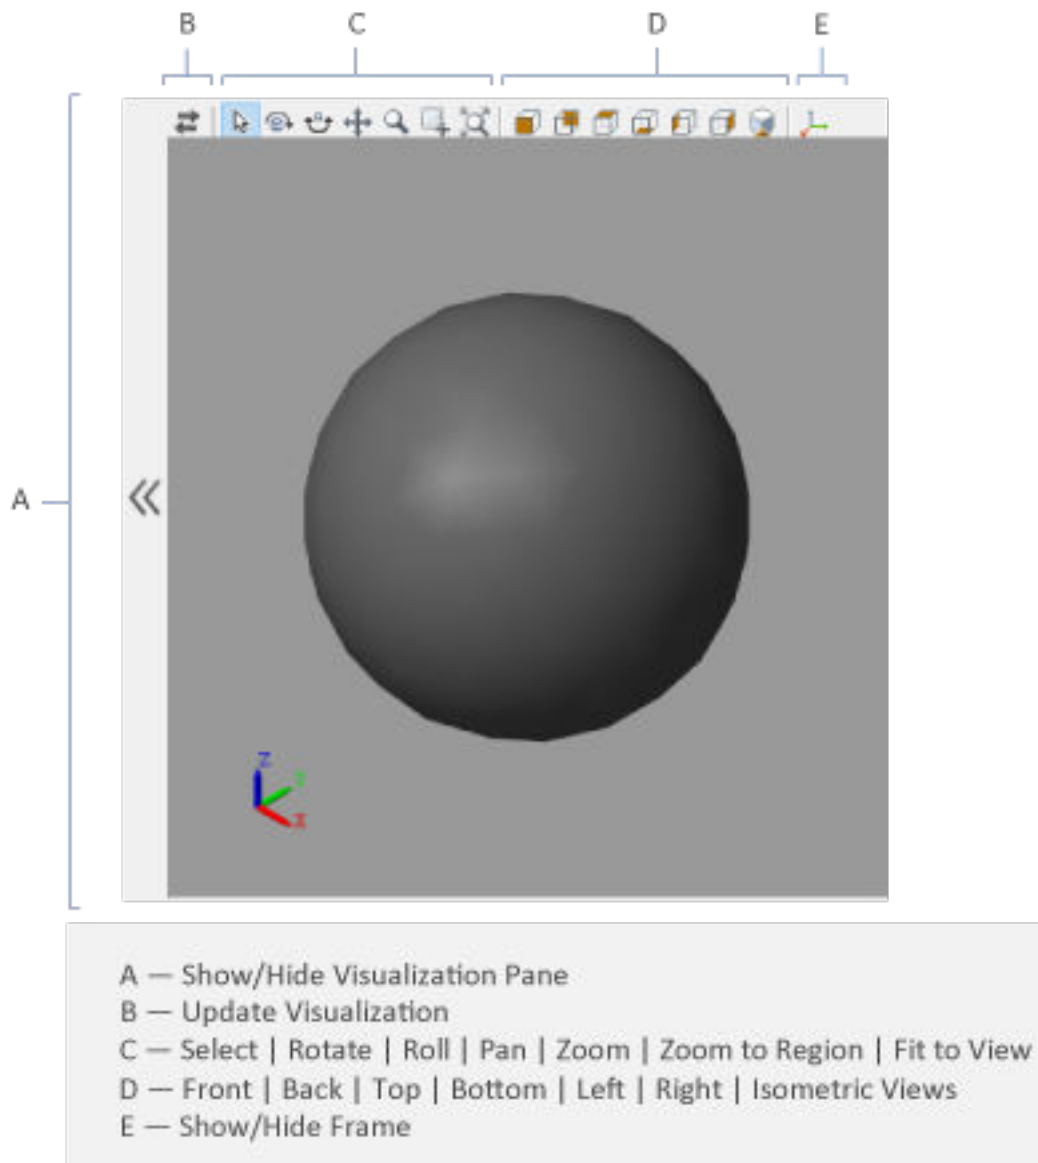 B C D E
A
Z
X
A — Show/Hide Visualization Pane
B — Update Visualization
C — Select | Rotate | Roll | Pan | Zoom | Zoom to Region | Fit to View
D — Front | Back | Top | Bottom | Left | Right | Isometric Views
E — Show/Hide Frame